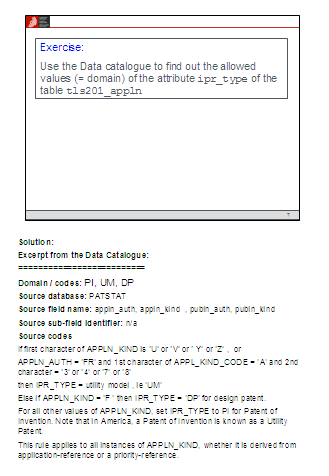 Exercise:
Use the Data catalogue to find out the allowed
values (= domain) of the attribute ipr_type of the
table tls201_appln
7
Solution:
Excerpt from the Data Catalogue:
==========================
Domain / codes: PI, UM, DP
Source database: PATSTAT
Source field name: appln_auth, appln_kind , publn_auth, publn_kind
Source sub-field identifier: n/a
Source codes
If first character of APPLN_KIND is 'U' or 'V' or ' Y' or 'Z' , or
APPLN_AUTH = 'FR' and 1st character of APPL_KIND_CODE = 'A' and 2nd
character = '3' or '4' or '7' or '8'
then IPR_TYPE = utility model , ie 'UM'
Else if APPLN_KIND = 'F ' then IPR_TYPE = 'DP' for design patent.
For all other values of APPLN_KIND, set IPR_TYPE to PI for Patent of
Invention. Note that in America, a Patent of Invention is known as a Utility
Patent.
This rule applies to all instances of APPLN_KIND, whether it is derived from
application-reference or a priority-reference.